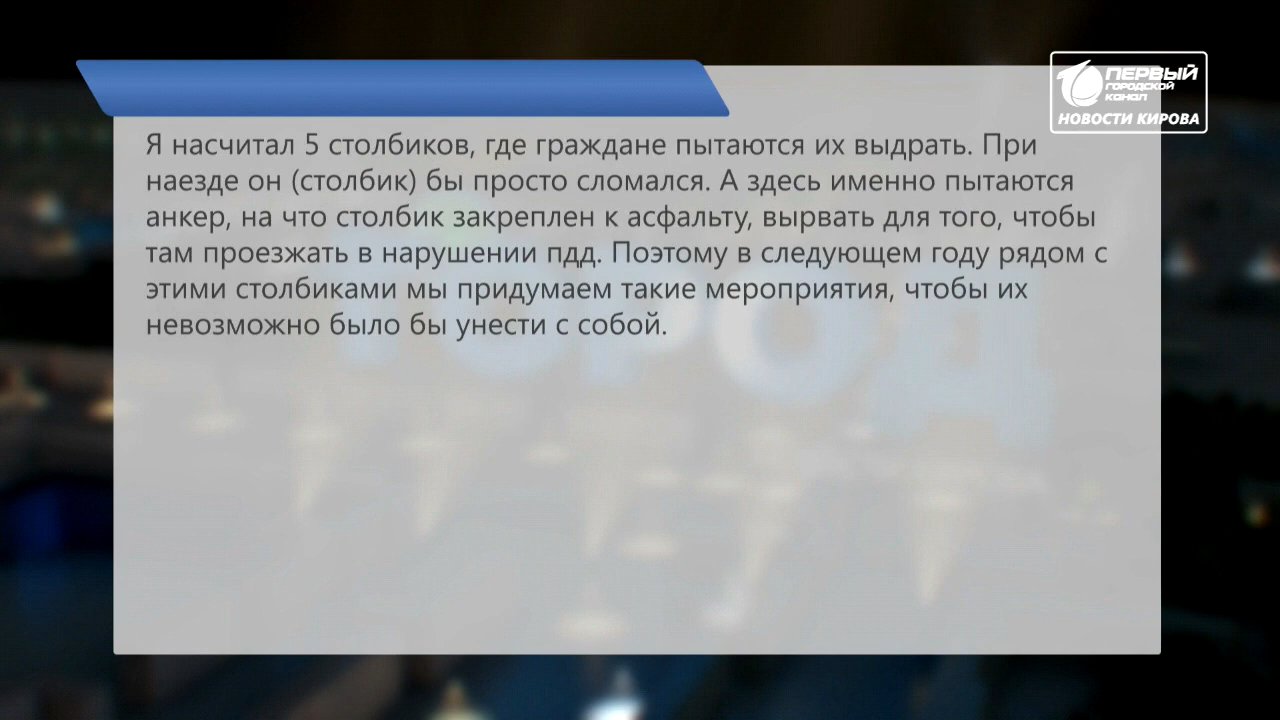 ПЕРВЫЙ
ГОРОДСКОЙ
КАНАЛ
НОВОСТИ КИРОВА
Я насчитал 5 столбиков, где граждане пытаются их выдрать. При
наезде он (столбик) бы просто сломался. А здесь именно пытаются
анкер, на что столбик закреплен к асфальту, вырвать для того, чтобы
там проезжать в нарушении пдд. Поэтому в следующем году рядом с
этими столбиками мы придумаем такие мероприятия, чтобы их
невозможно было бы унести с собой.
ГОРОД